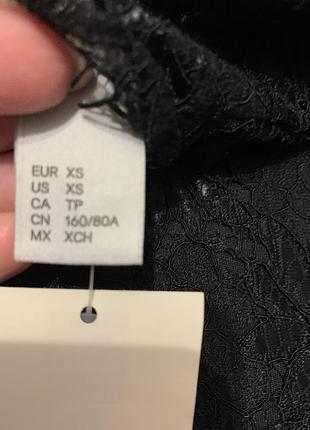 EUR XS
US XS
CA TP
CN 160/80A
MX XCH